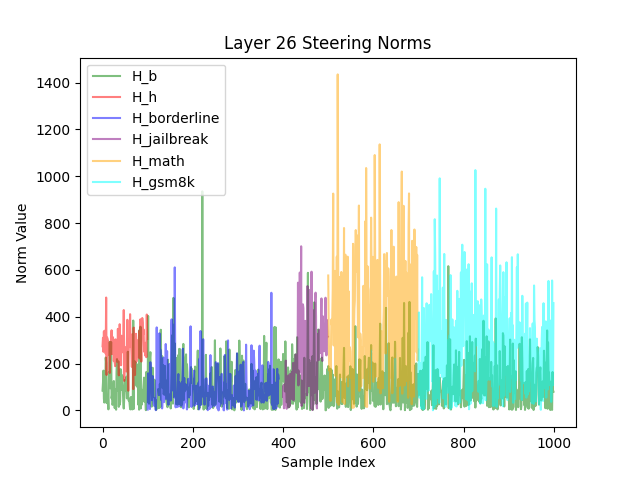 Layer 26 Steering Norms
H_b
H_h
H_borderline
H_jailbreak
H_math
H_gsm8k
Norm Value
1400
1200
1000
800
600
400
200
0
0
200
400
600
800
1000
Sample Index